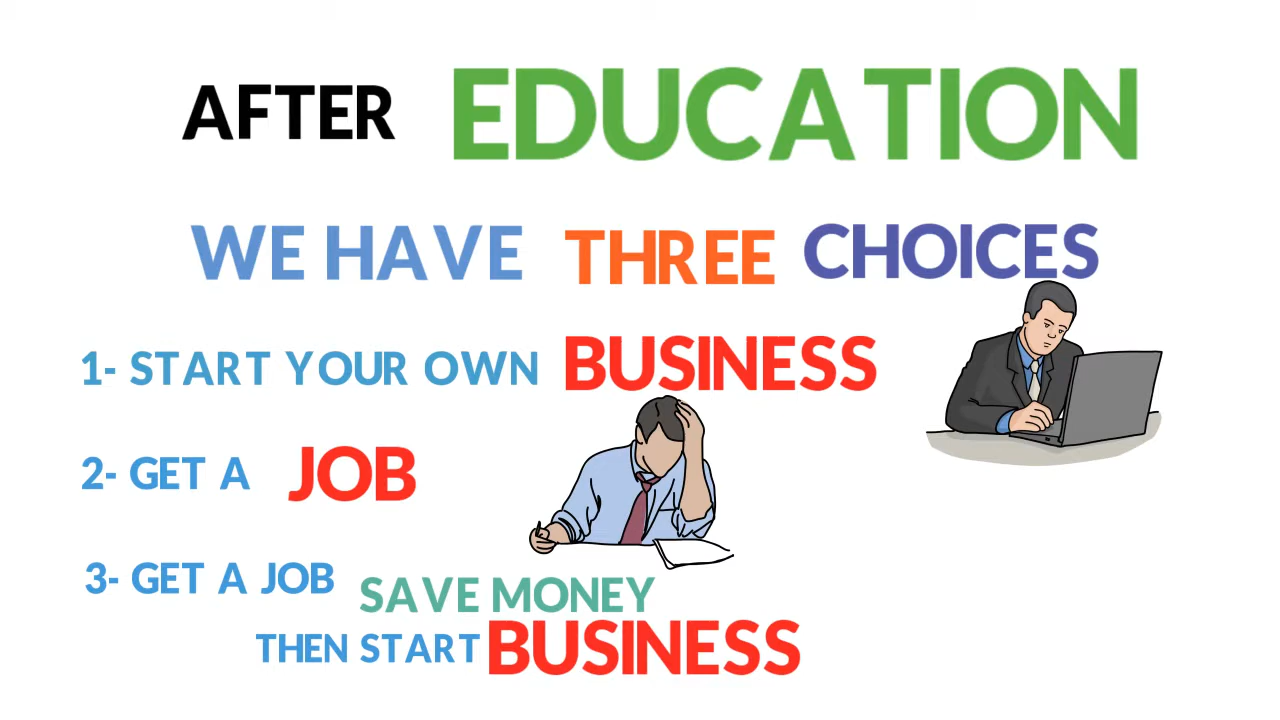 AFTER EDUCATION
WE HAVE THREE CHOICES
1- START YOUR OWN BUSINESS
2- GET A JOB
3- GET A JOB SAVE MONEY
THEN START BUSINESS